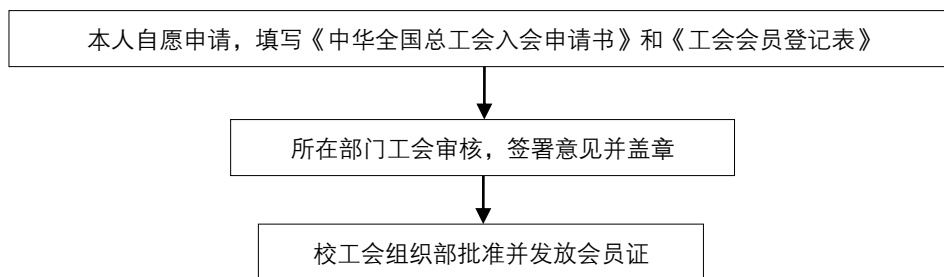 本人自愿申请，填写《中华全国总工会入会申请书》和《工会会员登记表》
所在部门工会审核，签署意见并盖章
校工会组织部批准并发放会员证